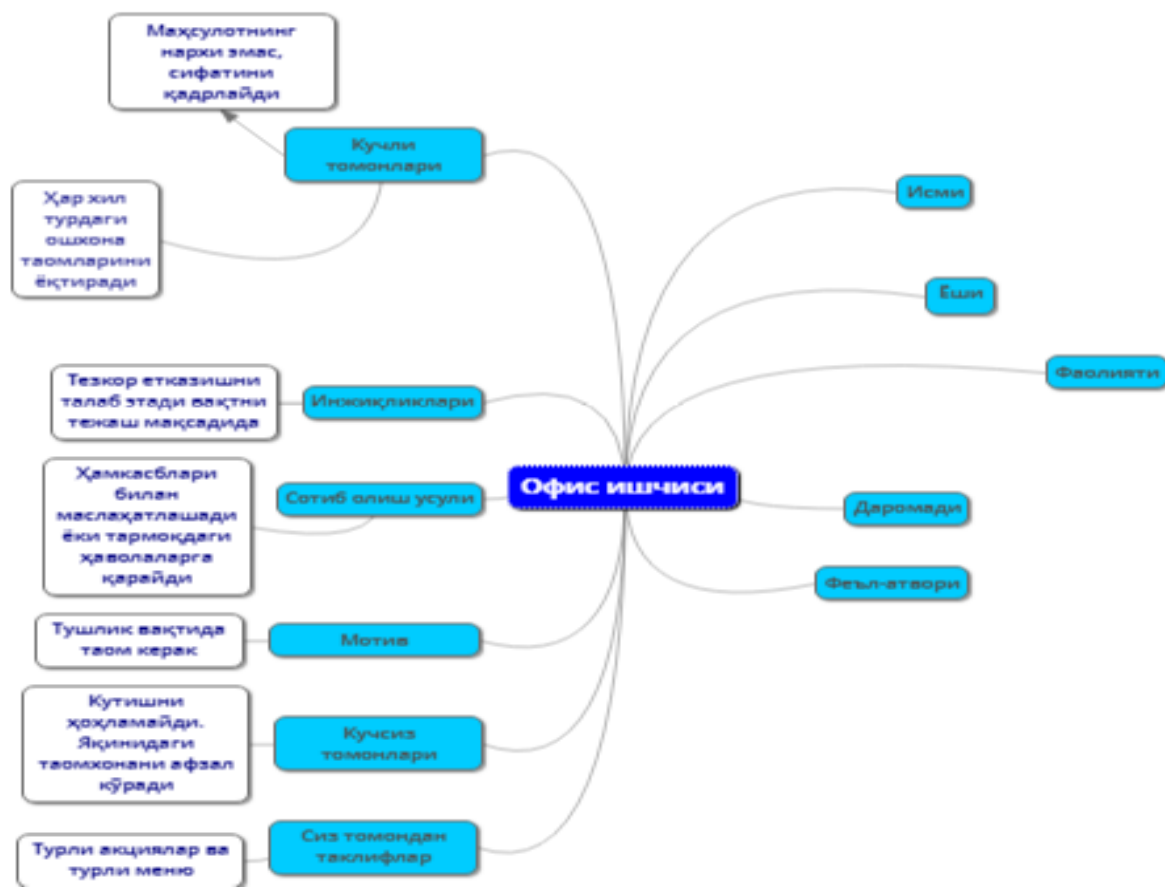 Маҳсулотнинг
нархи эмас,
сифатини
қадрлайди
Кучли
томонлари
Ҳар хил
турдаги
ошхона
таомларини
ёқтиради
Исми
Ёши
Фаолияти
Тезкор етказишни
талаб этади вақтни
тежаш мақсадида
Инжиқликлари
Офис ишчиси
Ҳамкасблари
билан
маслаҳатлашади
ёки тармоқдаги
ҳаволаларга
қарайди
Сотиб олиш усули
Даромади
Феъл-атвори
Тушлик вақтида
таом керак
Мотив
Кутишни
ҳоҳламайди.
Яқинидаги
таомхонани афзал
кўради
Кучсиз
томонлари
Турли акциялар ва
турли меню
Сиз томондан
таклифлар